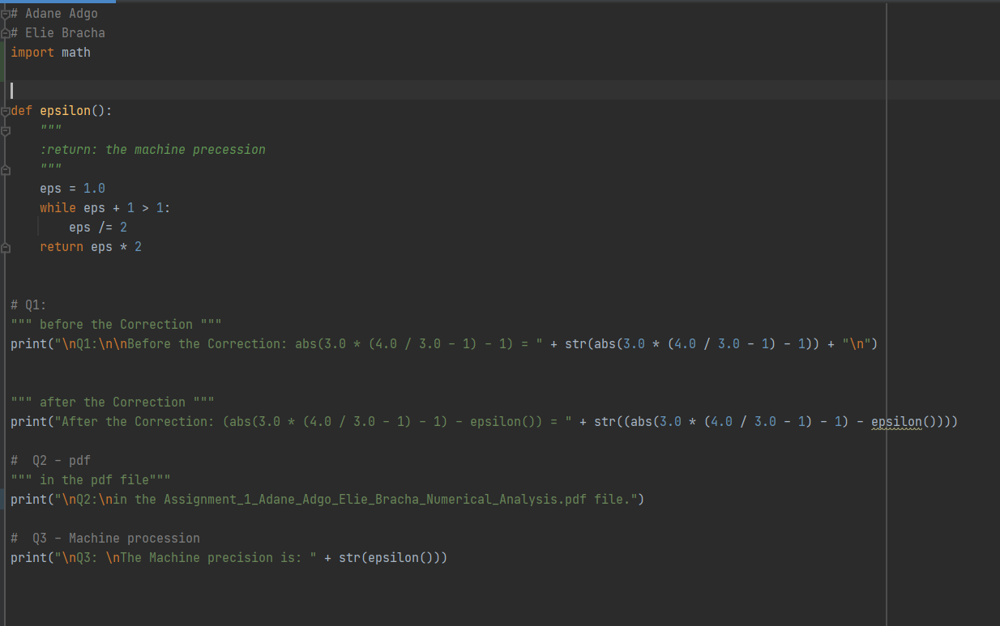 # Adane Adgo
# Elie Bracha
import math
def epsilon():
    """
    :return: the machine precession
    """
    eps = 1.0
    while eps + 1 > 1:
        eps /= 2
    return eps * 2
# Q1:
""" before the Correction """
print("\nQ1:\n\nBefore the Correction: abs(3.0 * (4.0 / 3.0 - 1) - 1) = " + str(abs(3.0 * (4.0 / 3.0 - 1) - 1)) + "\n")
""" after the Correction """
print("After the Correction: (abs(3.0 * (4.0 / 3.0 - 1) - 1) - epsilon()) = " + str((abs(3.0 * (4.0 / 3.0 - 1) - 1) - epsilon())))
#  Q2 - pdf
""" in the pdf file"""
print("\nQ2:\nin the Assignment_1_Adane_Adgo_Elie_Bracha_Numerical_Analysis.pdf file.")
#  Q3 - Machine procession
print("\nQ3: \nThe Machine precision is: " + str(epsilon()))